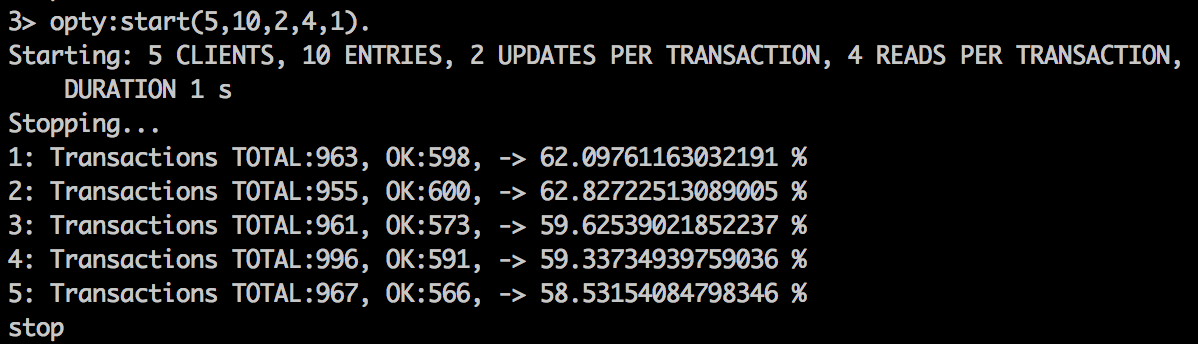 3> opty:start(5,10,2,4,1).
Starting: 5 CLIENTS, 10 ENTRIES, 2 UPDATES PER TRANSACTION, 4 READS PER TRANSACTION,
DURATION 1 s
Stopping...
1: Transactions TOTAL:963, OK:598, -> 62.09761163032191 %
2: Transactions TOTAL:955, OK:600, -> 62.82722513089005 %
3: Transactions TOTAL:961, OK:573, -> 59.62539021852237 %
4: Transactions TOTAL:996, OK:591, -> 59.33734939759036 %
5: Transactions TOTAL:967, OK:566, -> 58.53154084798346 %
stop